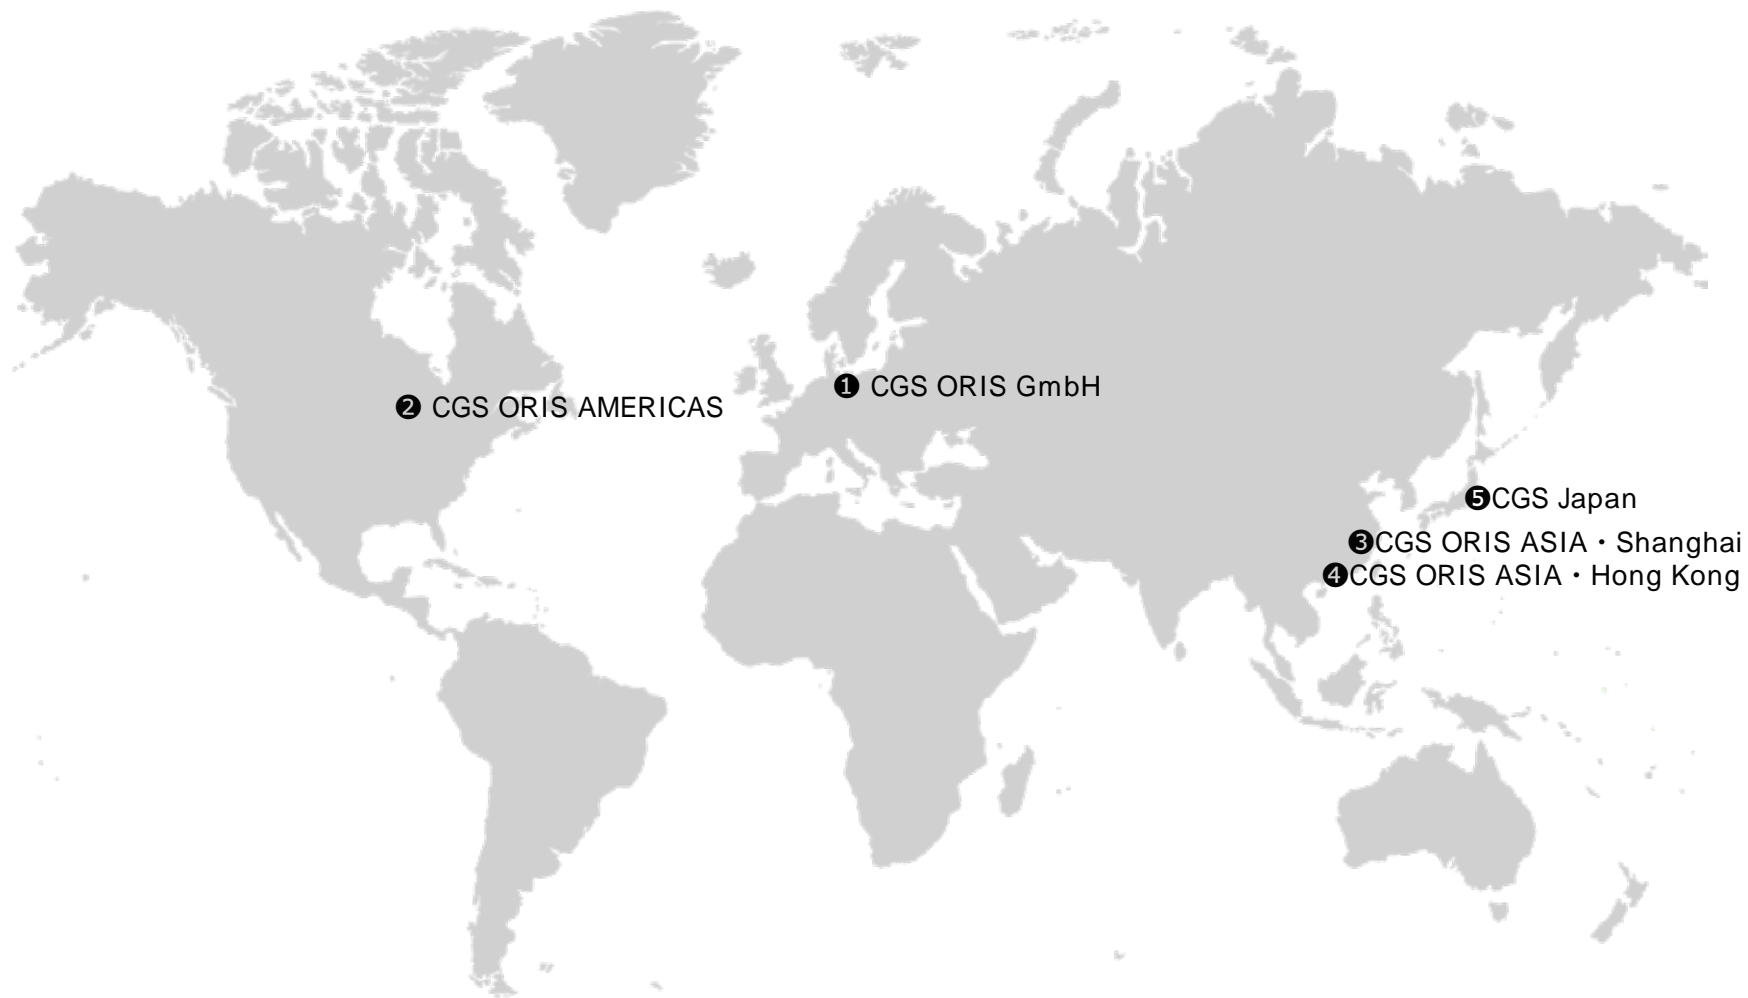 ❶ CGS ORIS GmbH
❷ CGS ORIS AMERICAS
❺CGS Japan
❸CGS ORIS ASIA・Shanghai
❹CGS ORIS ASIA・Hong Kong